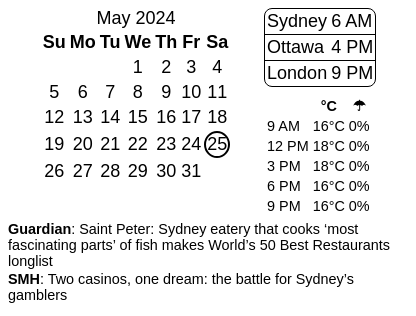 May 2024
Su Mo Tu We Th Fr Sa
1 2 3 4
5 6 7 8 9 10 11
12 13 14 15 16 17 18
19 20 21 22 23 24 25
26 27 28 29 30 31
Sydney 6 AM
Ottawa 4 PM
London 9 PM
°C ☂
9 AM 16°C 0%
12 PM 18°C 0%
3 PM 18°C 0%
6 PM 16°C 0%
9 PM 16°C 0%
Guardian: Saint Peter: Sydney eatery that cooks ‘most
fascinating parts’ of fish makes World’s 50 Best Restaurants
longlist
SMH: Two casinos, one dream: the battle for Sydney’s
gamblers